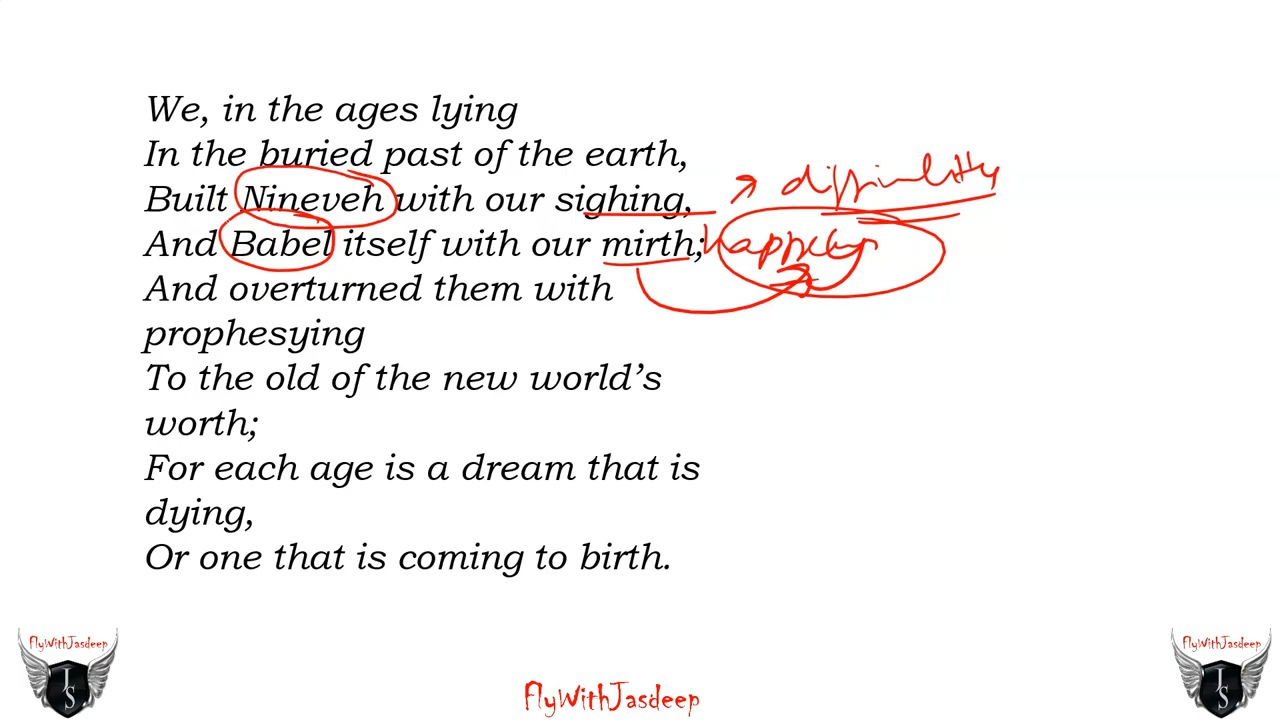 We, in the ages lying
In the buried past of the earth,
Built Nineveh with our sighing,
difficulty
And Babel itself with our mirth;
And overturned them with
prophesying
To the old of the new world’s
worth;
For each age is a dream that is
dying,
Or one that is coming to birth.
FlyWithJasdeep
JS
FlyWithJasdeep
FlyWithJasdeep
JS